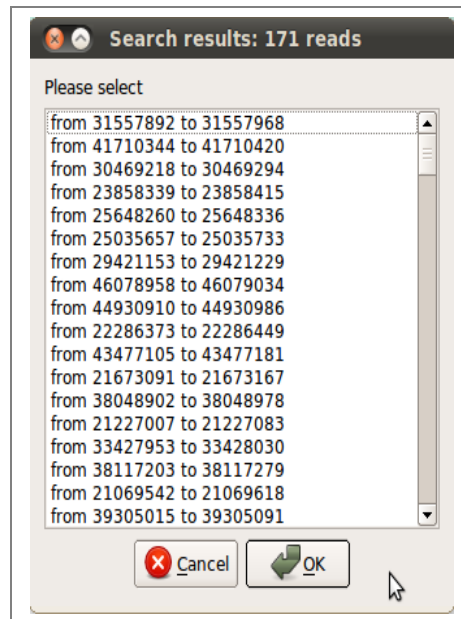 Search results: 171 reads
Please select
from 31557892 to 31557968
from 41710344 to 41710420
from 30469218 to 30469294
from 23858339 to 23858415
from 25648260 to 25648336
from 25035657 to 25035733
from 29421153 to 29421229
from 46078958 to 46079034
from 44930910 to 44930986
from 22286373 to 22286449
from 43477105 to 43477181
from 21673091 to 21673167
from 38048902 to 38048978
from 21227007 to 21227083
from 33427953 to 33428030
from 38117203 to 38117279
from 21069542 to 21069618
from 39305015 to 39305091
Cancel OK